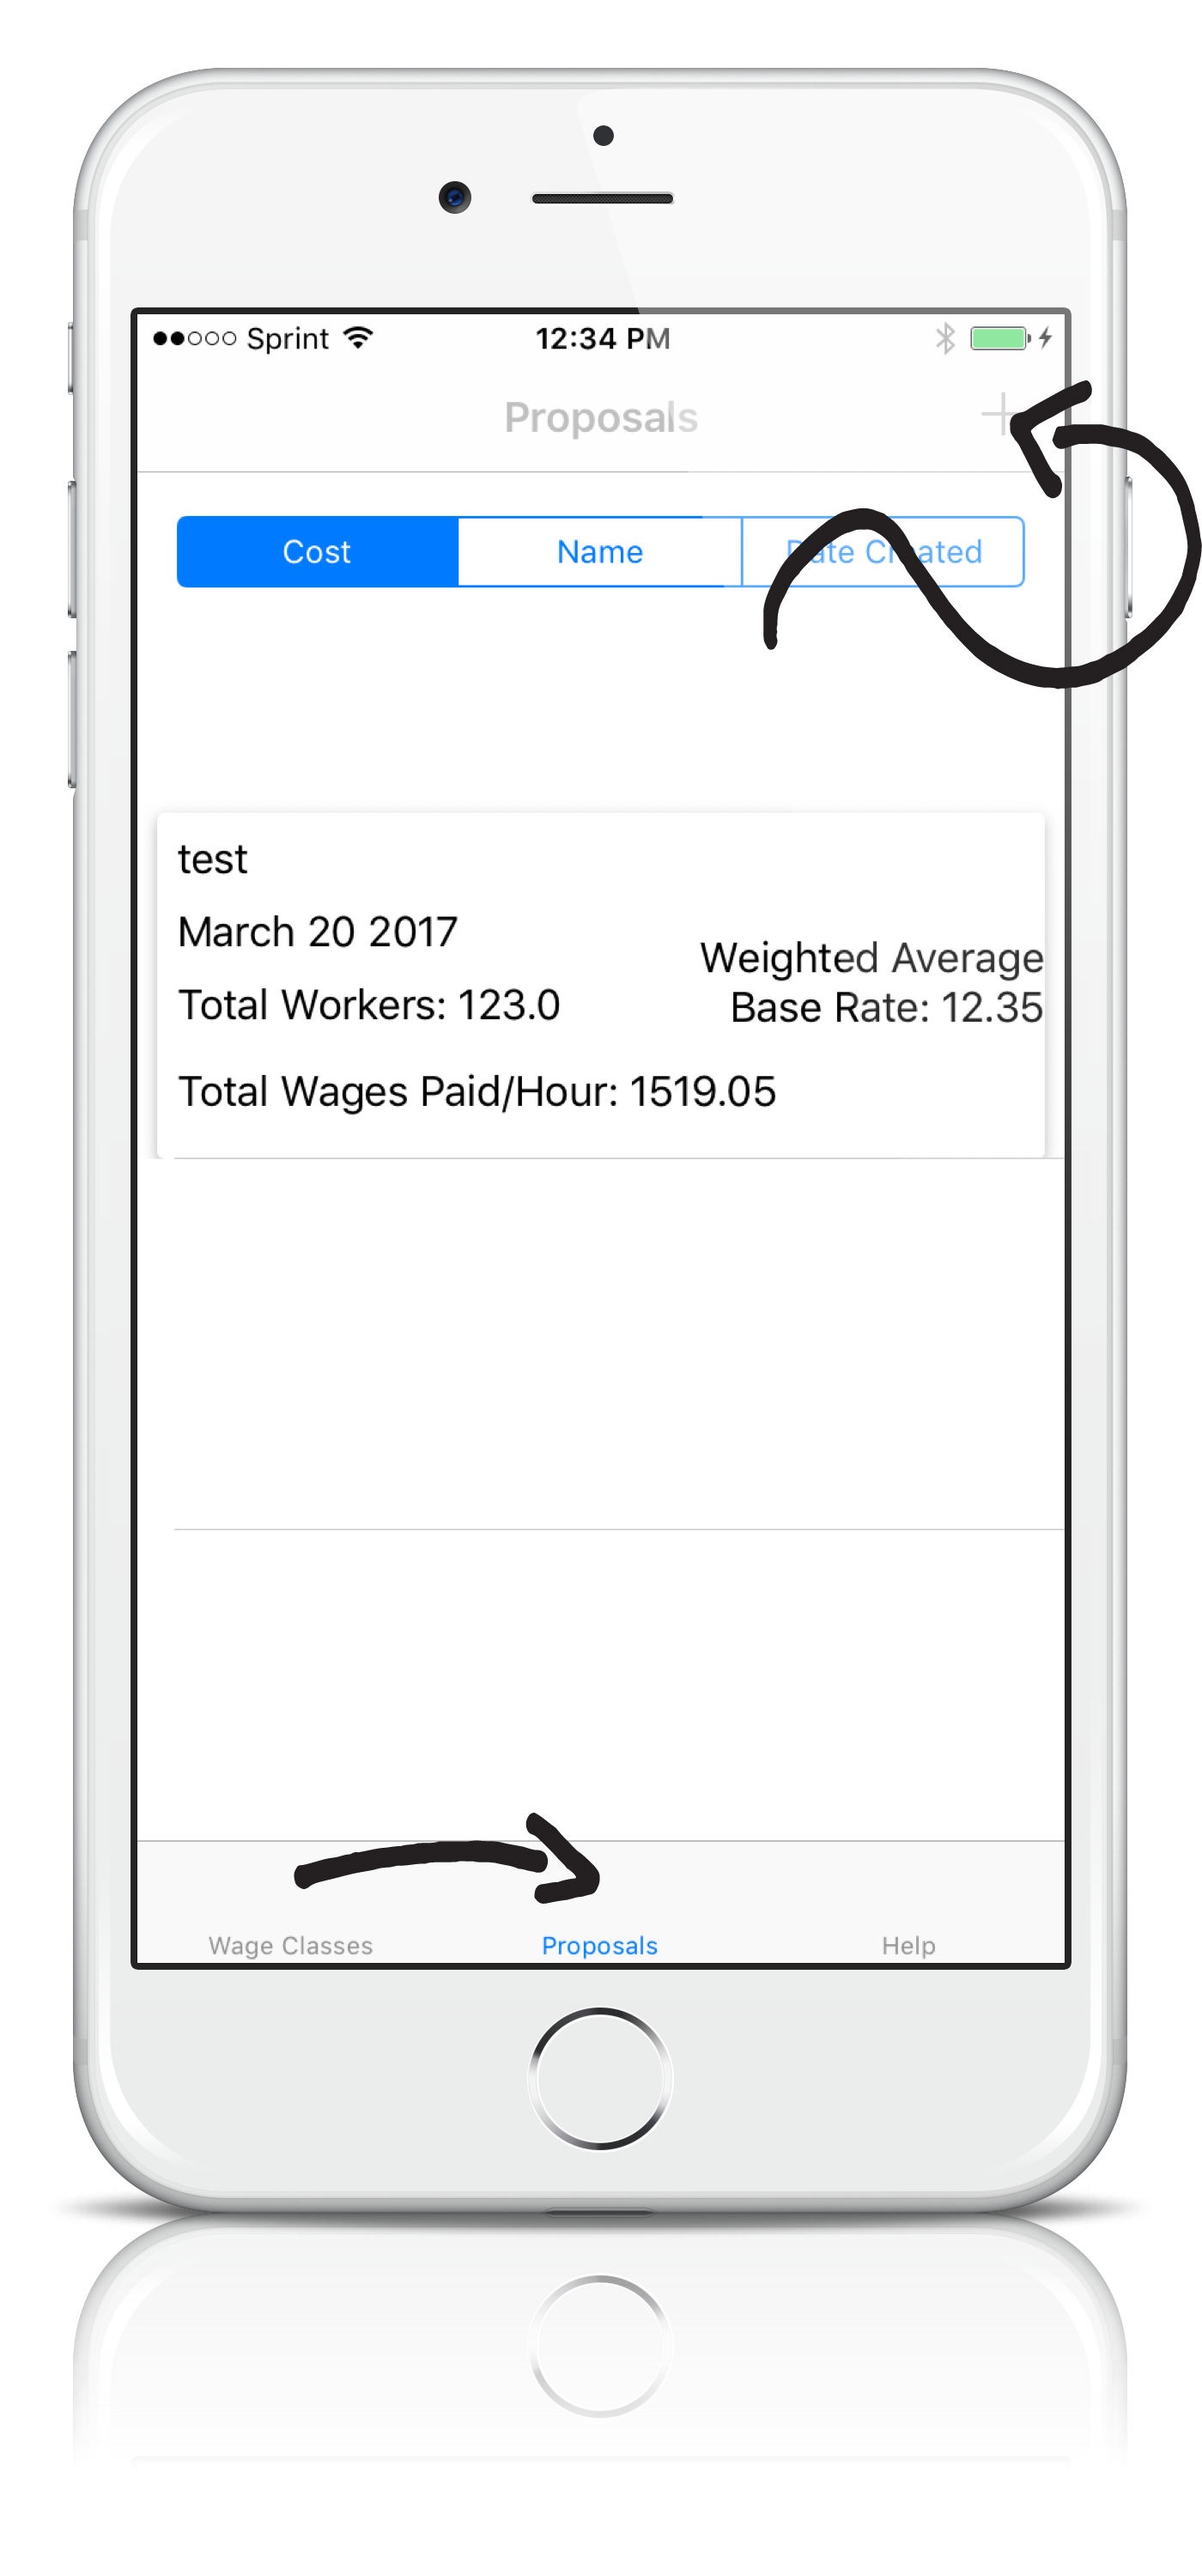 Sprint 12:34 PM
Proposals
Cost Name Date Created
test
March 20 2017
Weighted Average
Total Workers: 123.0
Base Rate: 12.35
Total Wages Paid/Hour: 1519.05
Wage Classes Proposals Help